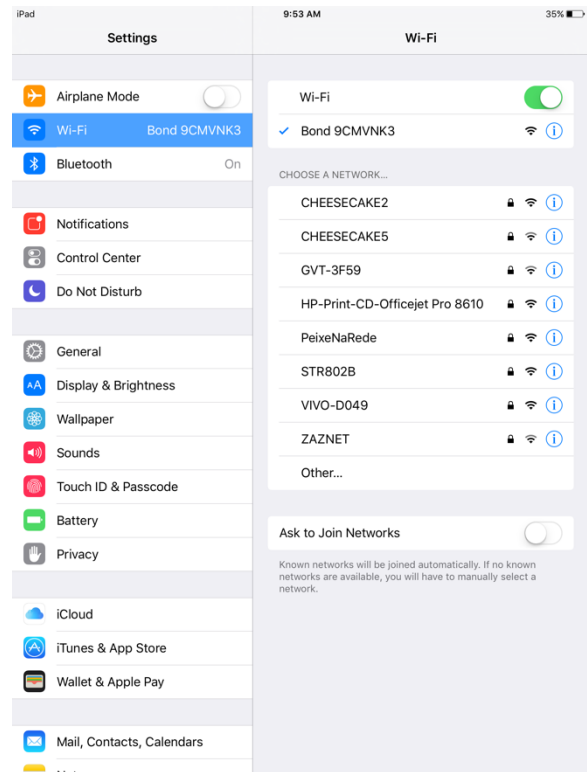 iPad
9:53 AM
35%
Settings
Wi-Fi
Airplane Mode
Wi-Fi Bond 9CMVNK3
Bluetooth On
Notifications
Control Center
Do Not Disturb
General
AA Display & Brightness
Wallpaper
Sounds
Touch ID & Passcode
Battery
Privacy
iCloud
iTunes & App Store
Wallet & Apple Pay
Mail, Contacts, Calendars
Wi-Fi
Bond 9CMVNK3
CHOOSE A NETWORK...
CHEESECAKE2
CHEESECAKE5
GVT-3F59
HP-Print-CD-Officejet Pro 8610
PeixeNaRede
STR802B
VIVO-D049
ZAZNET
Other...
Ask to Join Networks
Known networks will be joined automatically. If no known
networks are available, you will have to manually select a
network.